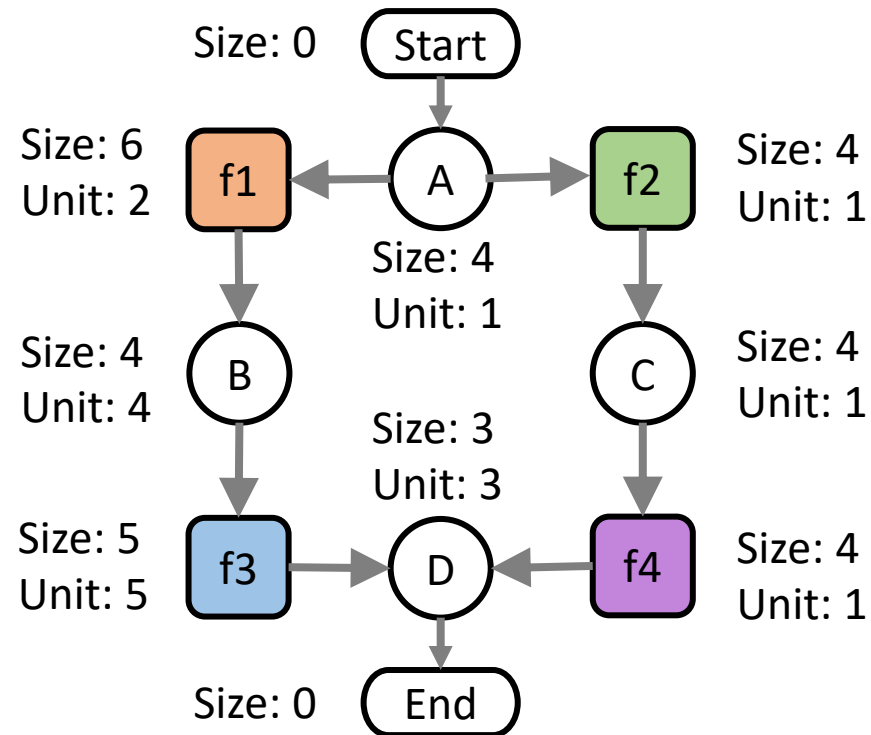 Size: 0
Start
Size: 6
Unit: 2
f1
A
f2
Size: 4
Unit: 1
Size: 4
Unit: 1
Size: 4
Unit: 4
B
C
Size: 4
Unit: 1
Size: 3
Unit: 3
Size: 5
Unit: 5
f3
D
f4
Size: 4
Unit: 1
Size: 0
End